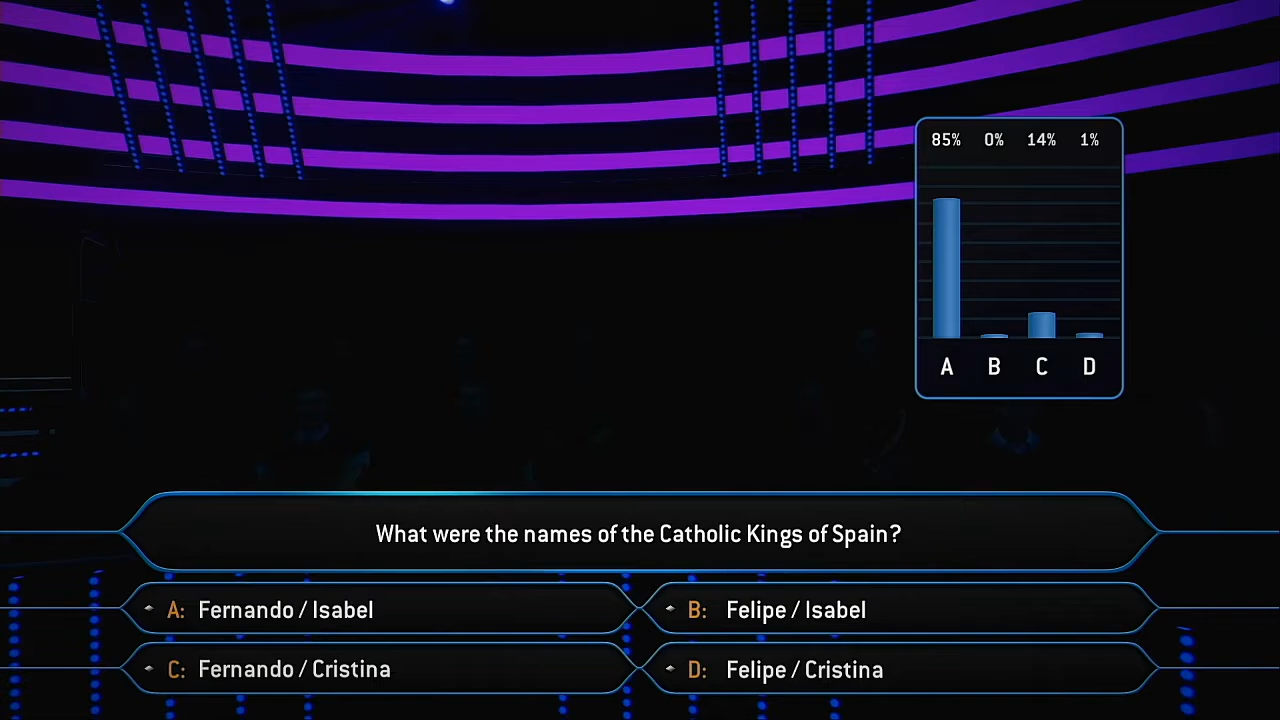 85% 0% 14% 1%
A B C D
What were the names of the Catholic Kings of Spain?
A: Fernando / Isabel
B: Felipe / Isabel
C: Fernando / Cristina
D: Felipe / Cristina